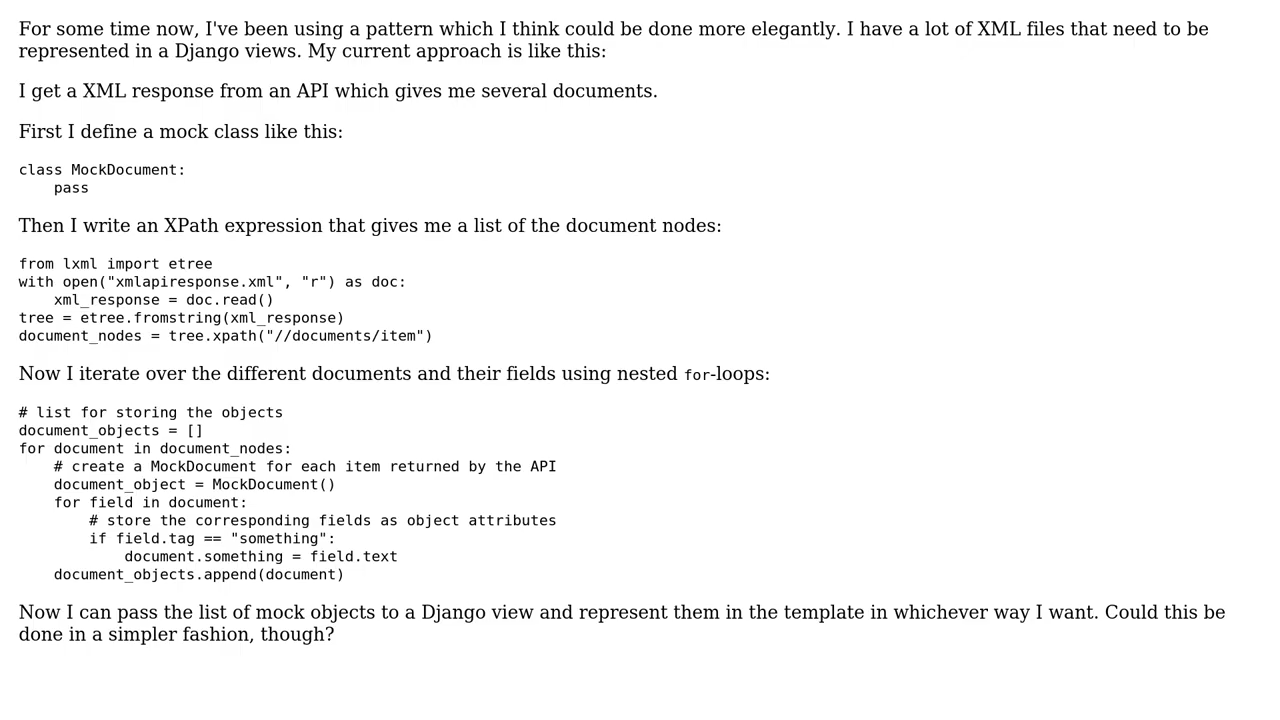 For some time now, I've been using a pattern which I think could be done more elegantly. I have a lot of XML files that need to be
represented in a Django views. My current approach is like this:
I get a XML response from an API which gives me several documents.
First I define a mock class like this:
class MockDocument:
    pass
Then I write an XPath expression that gives me a list of the document nodes:
from lxml import etree
with open("xmlapiresponse.xml", "r") as doc:
    xml_response = doc.read()
tree = etree.fromstring(xml_response)
document_nodes = tree.xpath("//documents/item")
Now I iterate over the different documents and their fields using nested for-loops:
# list for storing the objects
document_objects = []
for document in document_nodes:
    # create a MockDocument for each item returned by the API
    document_object = MockDocument()
    for field in document:
        # store the corresponding fields as object attributes
        if field.tag == "something":
            document.something = field.text
    document_objects.append(document)
Now I can pass the list of mock objects to a Django view and represent them in the template in whichever way I want. Could this be
done in a simpler fashion, though?